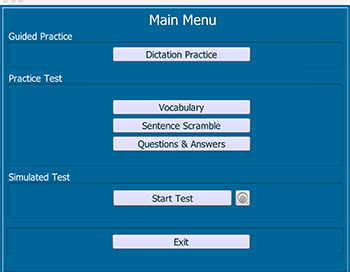 Main Menu
Guided Practice
Dictation Practice
Practice Test
Vocabulary
Sentence Scramble
Questions & Answers
Simulated Test
Start Test
Exit